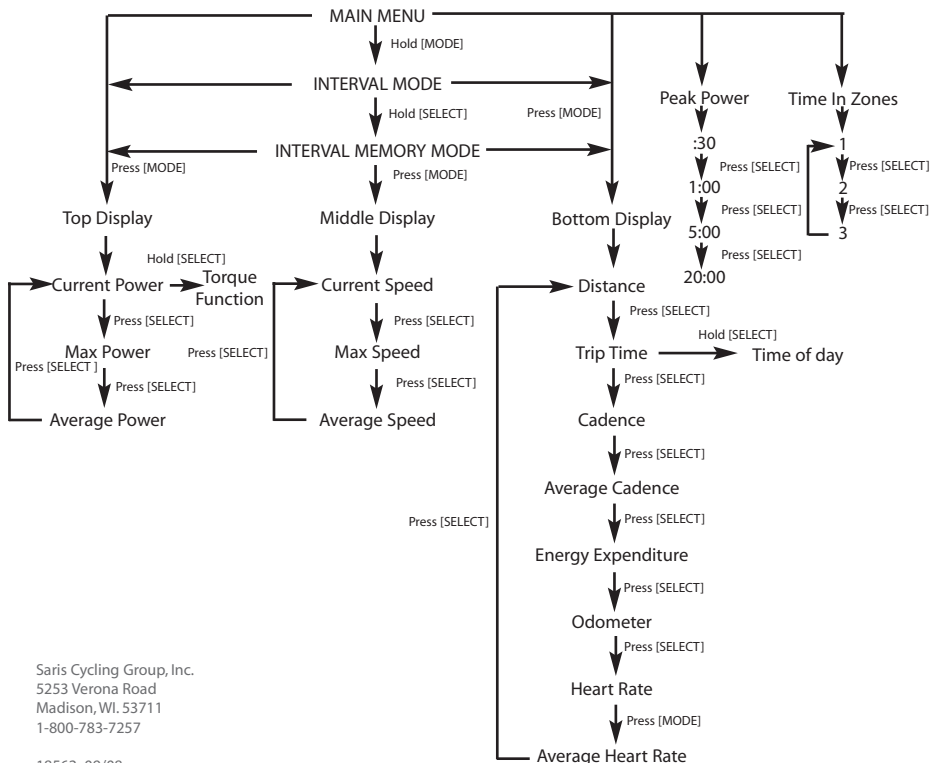 MAIN MENU
Hold [MODE]
INTERVAL MODE
Hold [SELECT]
Press [MODE]
INTERVAL MEMORY MODE
Press [MODE]
Press [MODE]
Top Display
Hold [SELECT]
Current Power
Torque
Function
Press [SELECT]
Max Power
Press [SELECT ]
Press [SELECT]
Average Power
Middle Display
Current Speed
Press [SELECT]
Max Speed
Press [SELECT]
Press [SELECT]
Average Speed
Bottom Display
Distance
Press [SELECT]
Trip Time
Hold [SELECT]
Time of day
Press [SELECT]
Cadence
Press [SELECT]
Average Cadence
Press [SELECT]
Press [SELECT]
Energy Expenditure
Press [SELECT]
Odometer
Press [SELECT]
Heart Rate
Press [MODE]
Average Heart Rate
Peak Power
:30
Press [SELECT]
1:00
Press [SELECT]
5:00
Press [SELECT]
20:00
Time In Zones
1
Press [SELECT]
2
Press [SELECT]
3
Saris Cycling Group, Inc.
5253 Verona Road
Madison, WI. 53711
1-800-783-7257